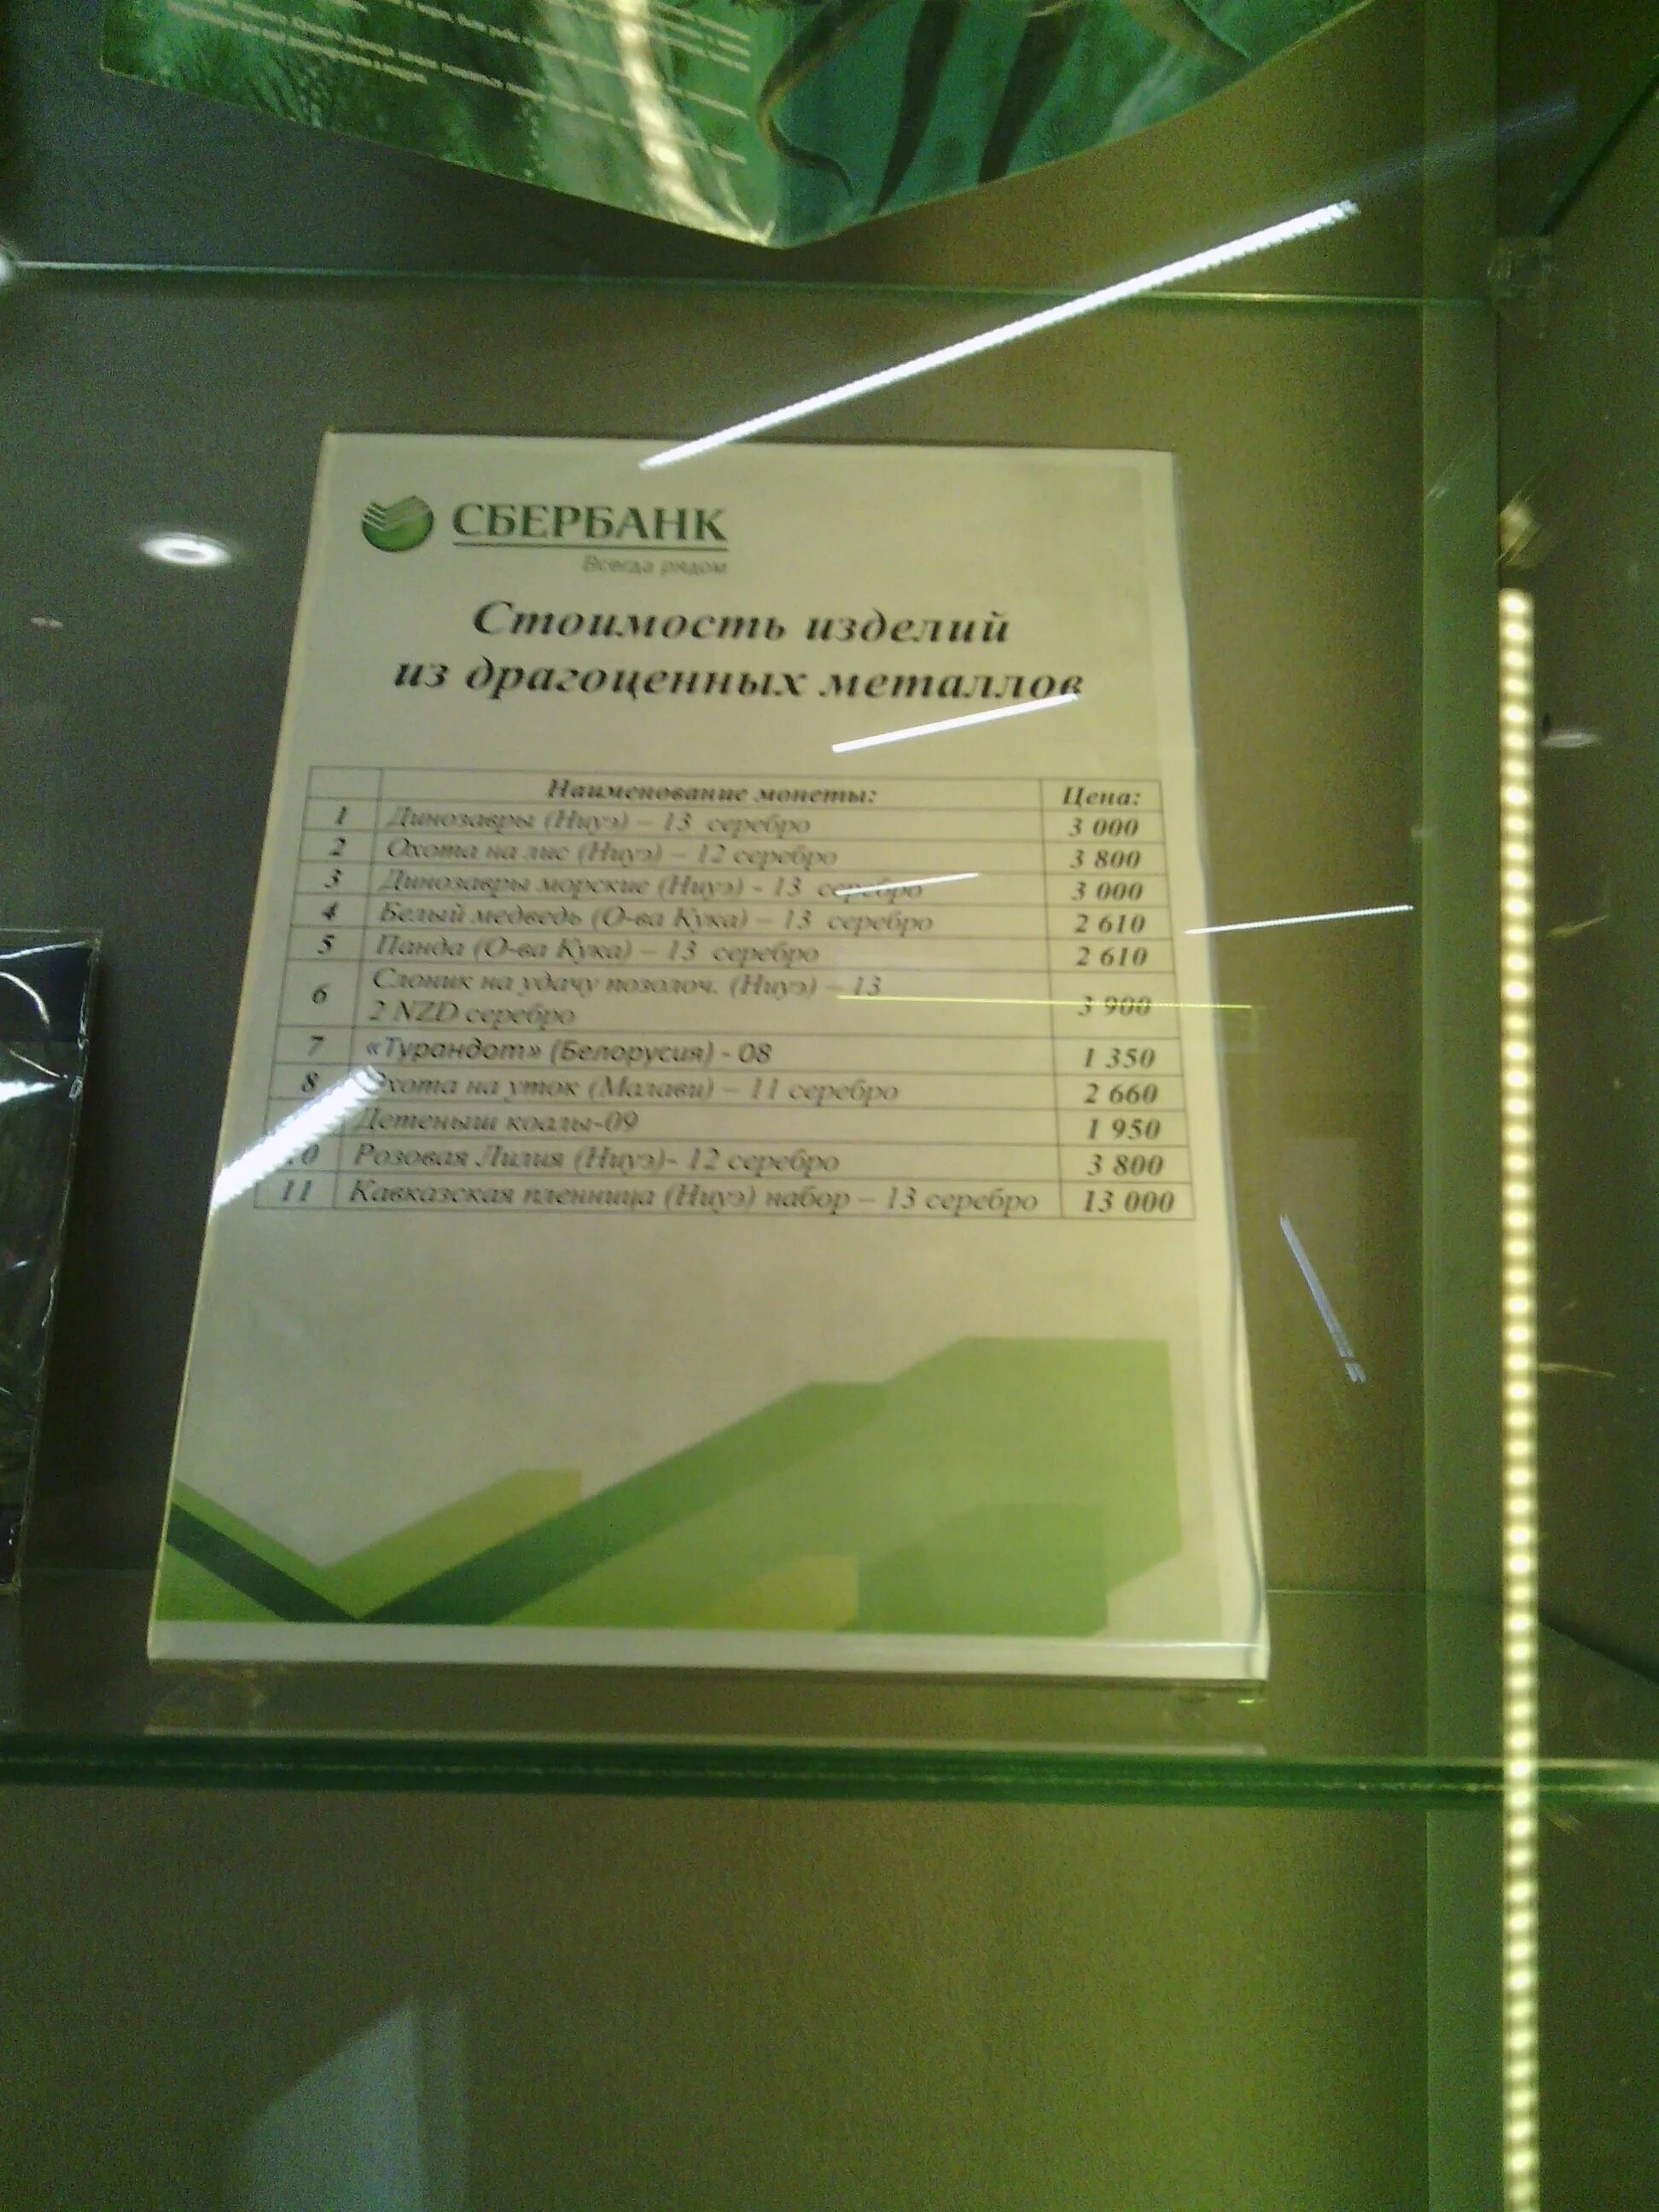 СБЕРБАНК
Всегда рядом
Стоимость изделий
из драгоценных металлов
Наименование монеты: Цена:
1 Динозавры (Ниуэ) – 13 серебро 3 000
2 Охота на лис (Ниуэ) – 12 серебро 3 800
3 Динозавры морские (Ниуэ) - 13 серебро 3 000
4 Белый медведь (О-ва Кука) – 13 серебро 2 610
5 Панда (О-ва Кука) – 13 серебро 2 610
6 Слоник на удачу позолоч. (Ниуэ) – 13 3 900
2 NZD серебро
7 «Турандот» (Белорусия) - 08 1 350
8 Охота на уток (Малави) – 11 серебро 2 660
Детеныш коалы-09 1 950
10 Розовая Лилия (Ниуэ)- 12 серебро 3 800
11 Кавказская пленница (Ниуэ) набор – 13 серебро 13 000